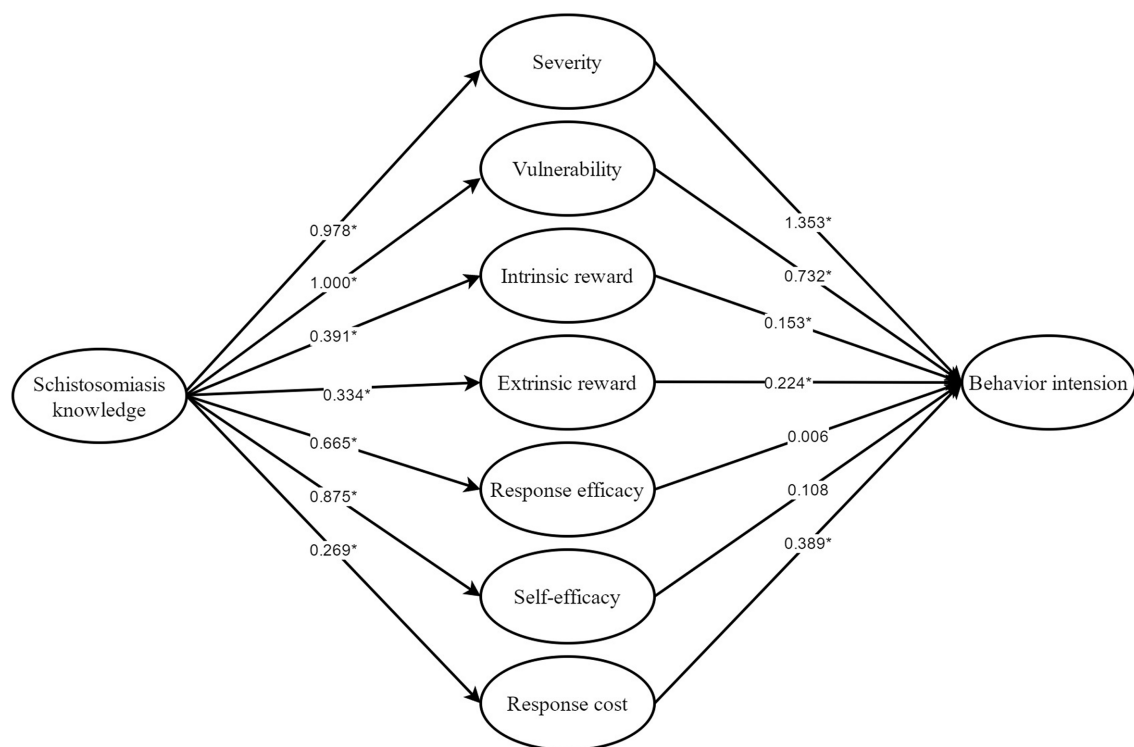 Severity
Vulnerability
0.978*
1.353*
1.000*
Intrinsic reward
0.732*
0.391*
0.153*
Schistosomiasis
knowledge
0.334*
Extrinsic reward
0.224*
Behavior intension
0.665*
0.006
Response efficacy
0.875*
0.108
0.269*
0.389*
Self-efficacy
Response cost